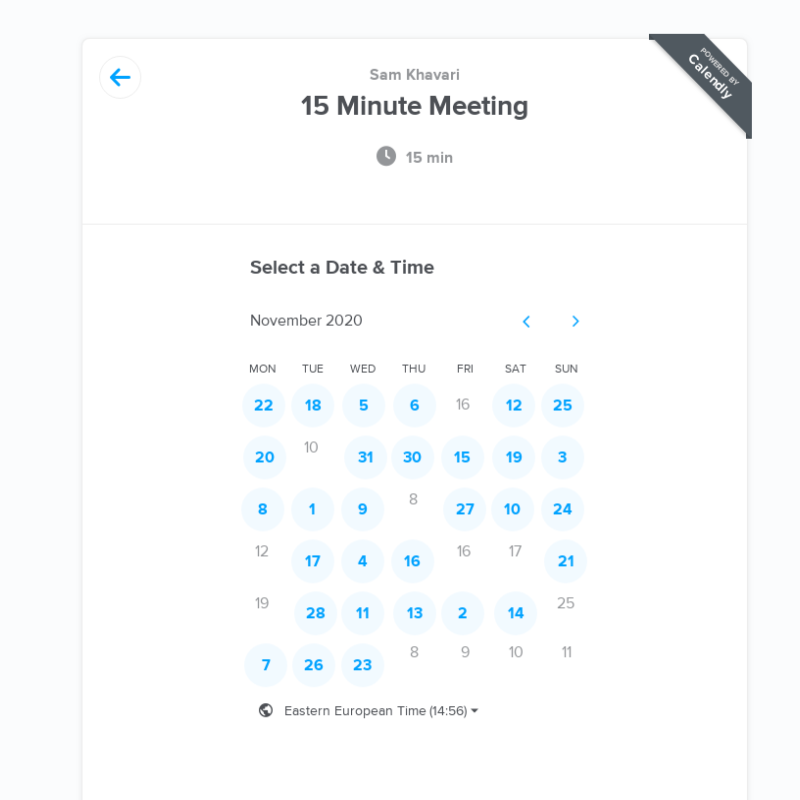 POWERED BY
Calendly
Sam Khavari
15 Minute Meeting
15 min
Select a Date & Time
November 2020
MON TUE WED THU FRI SAT SUN
22 18 5 6 16 12 25
20 10 31 30 15 19 3
8 1 9 8 27 10 24
12 17 4 16 16 17 21
19 28 11 13 2 14 25
7 26 23 8 9 10 11
Eastern European Time (14:56)